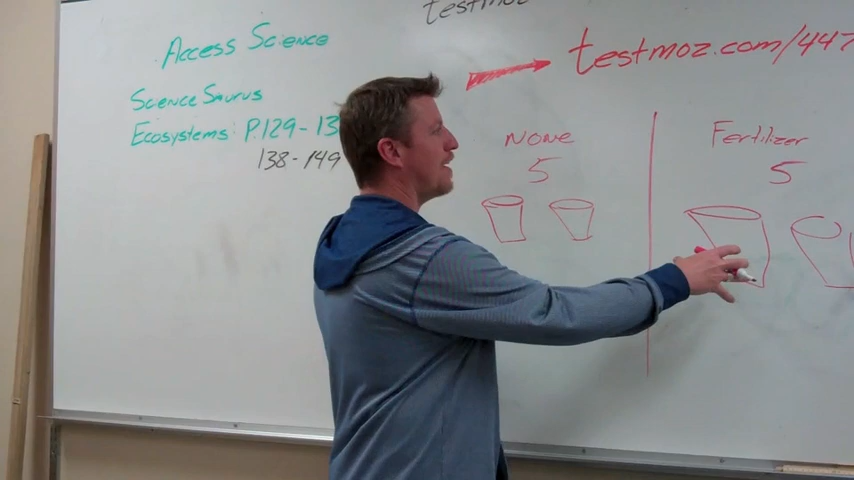 testmoz
Access Science
testmoz.com/447
Science Saurus
Ecosystems: P.129-13
138-149
None
5
Fertilizer
5